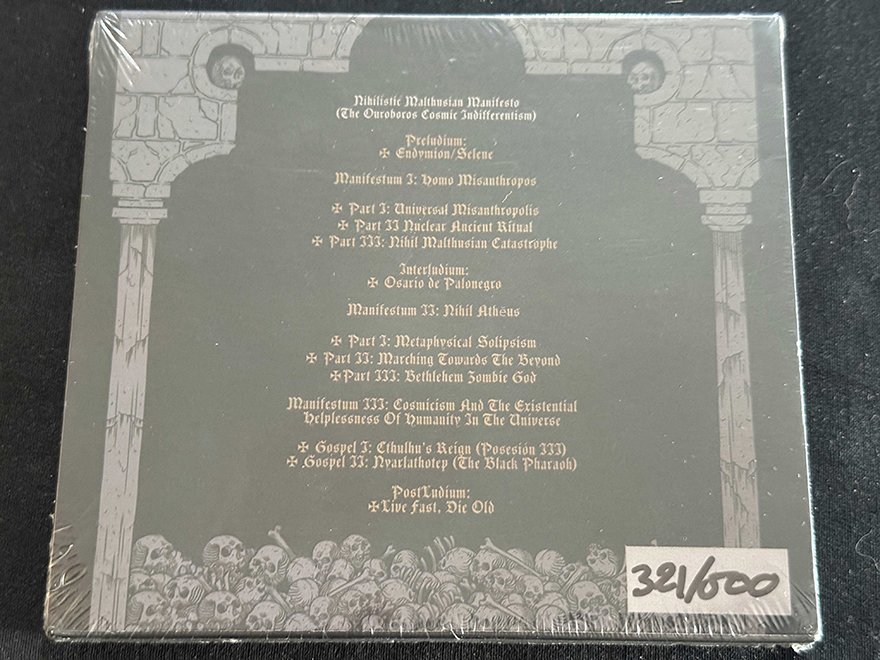 Nihilistic Malthusian Manifesto
(The Ouroboros Cosmic Indifferentism)
Preludium:
✠ Endymion/Selene
Manifestum I: Homo Misanthropos
✠ Part I: Universal Misanthropolis
✠ Part II Nuclear Ancient Ritual
✠ Part III: Nihil Malthusian Catastrophe
Interludium:
✠ Osario de Palonegro
Manifestum II: Nihil Athēus
✠ Part I: Metaphysical Solipsism
✠ Part II: Marching Towards The Beyond
✠Part III: Bethlehem Zombie God
Manifestum III: Cosmicism And The Existential
Helplessness Of Humanity In The Universe
✠ Gospel I: Cthulhu's Reign (Posesión III)
✠ Gospel II: Nyarlathotep (The Black Pharaoh)
PostLudium:
✠Live Fast, Die Old
321/500